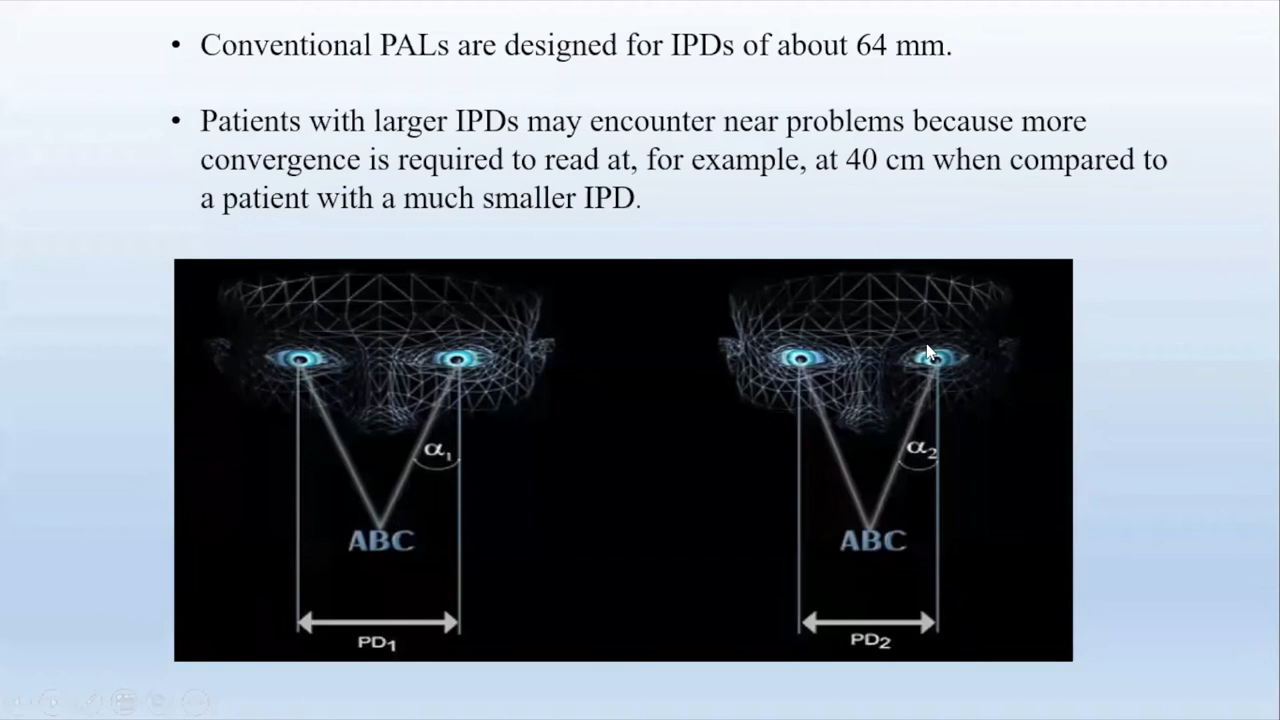 • Conventional PALs are designed for IPDs of about 64 mm.
• Patients with larger IPDs may encounter near problems because more
convergence is required to read at, for example, at 40 cm when compared to
a patient with a much smaller IPD.
α₁
α₂
ABC
ABC
PD₁
PD₂